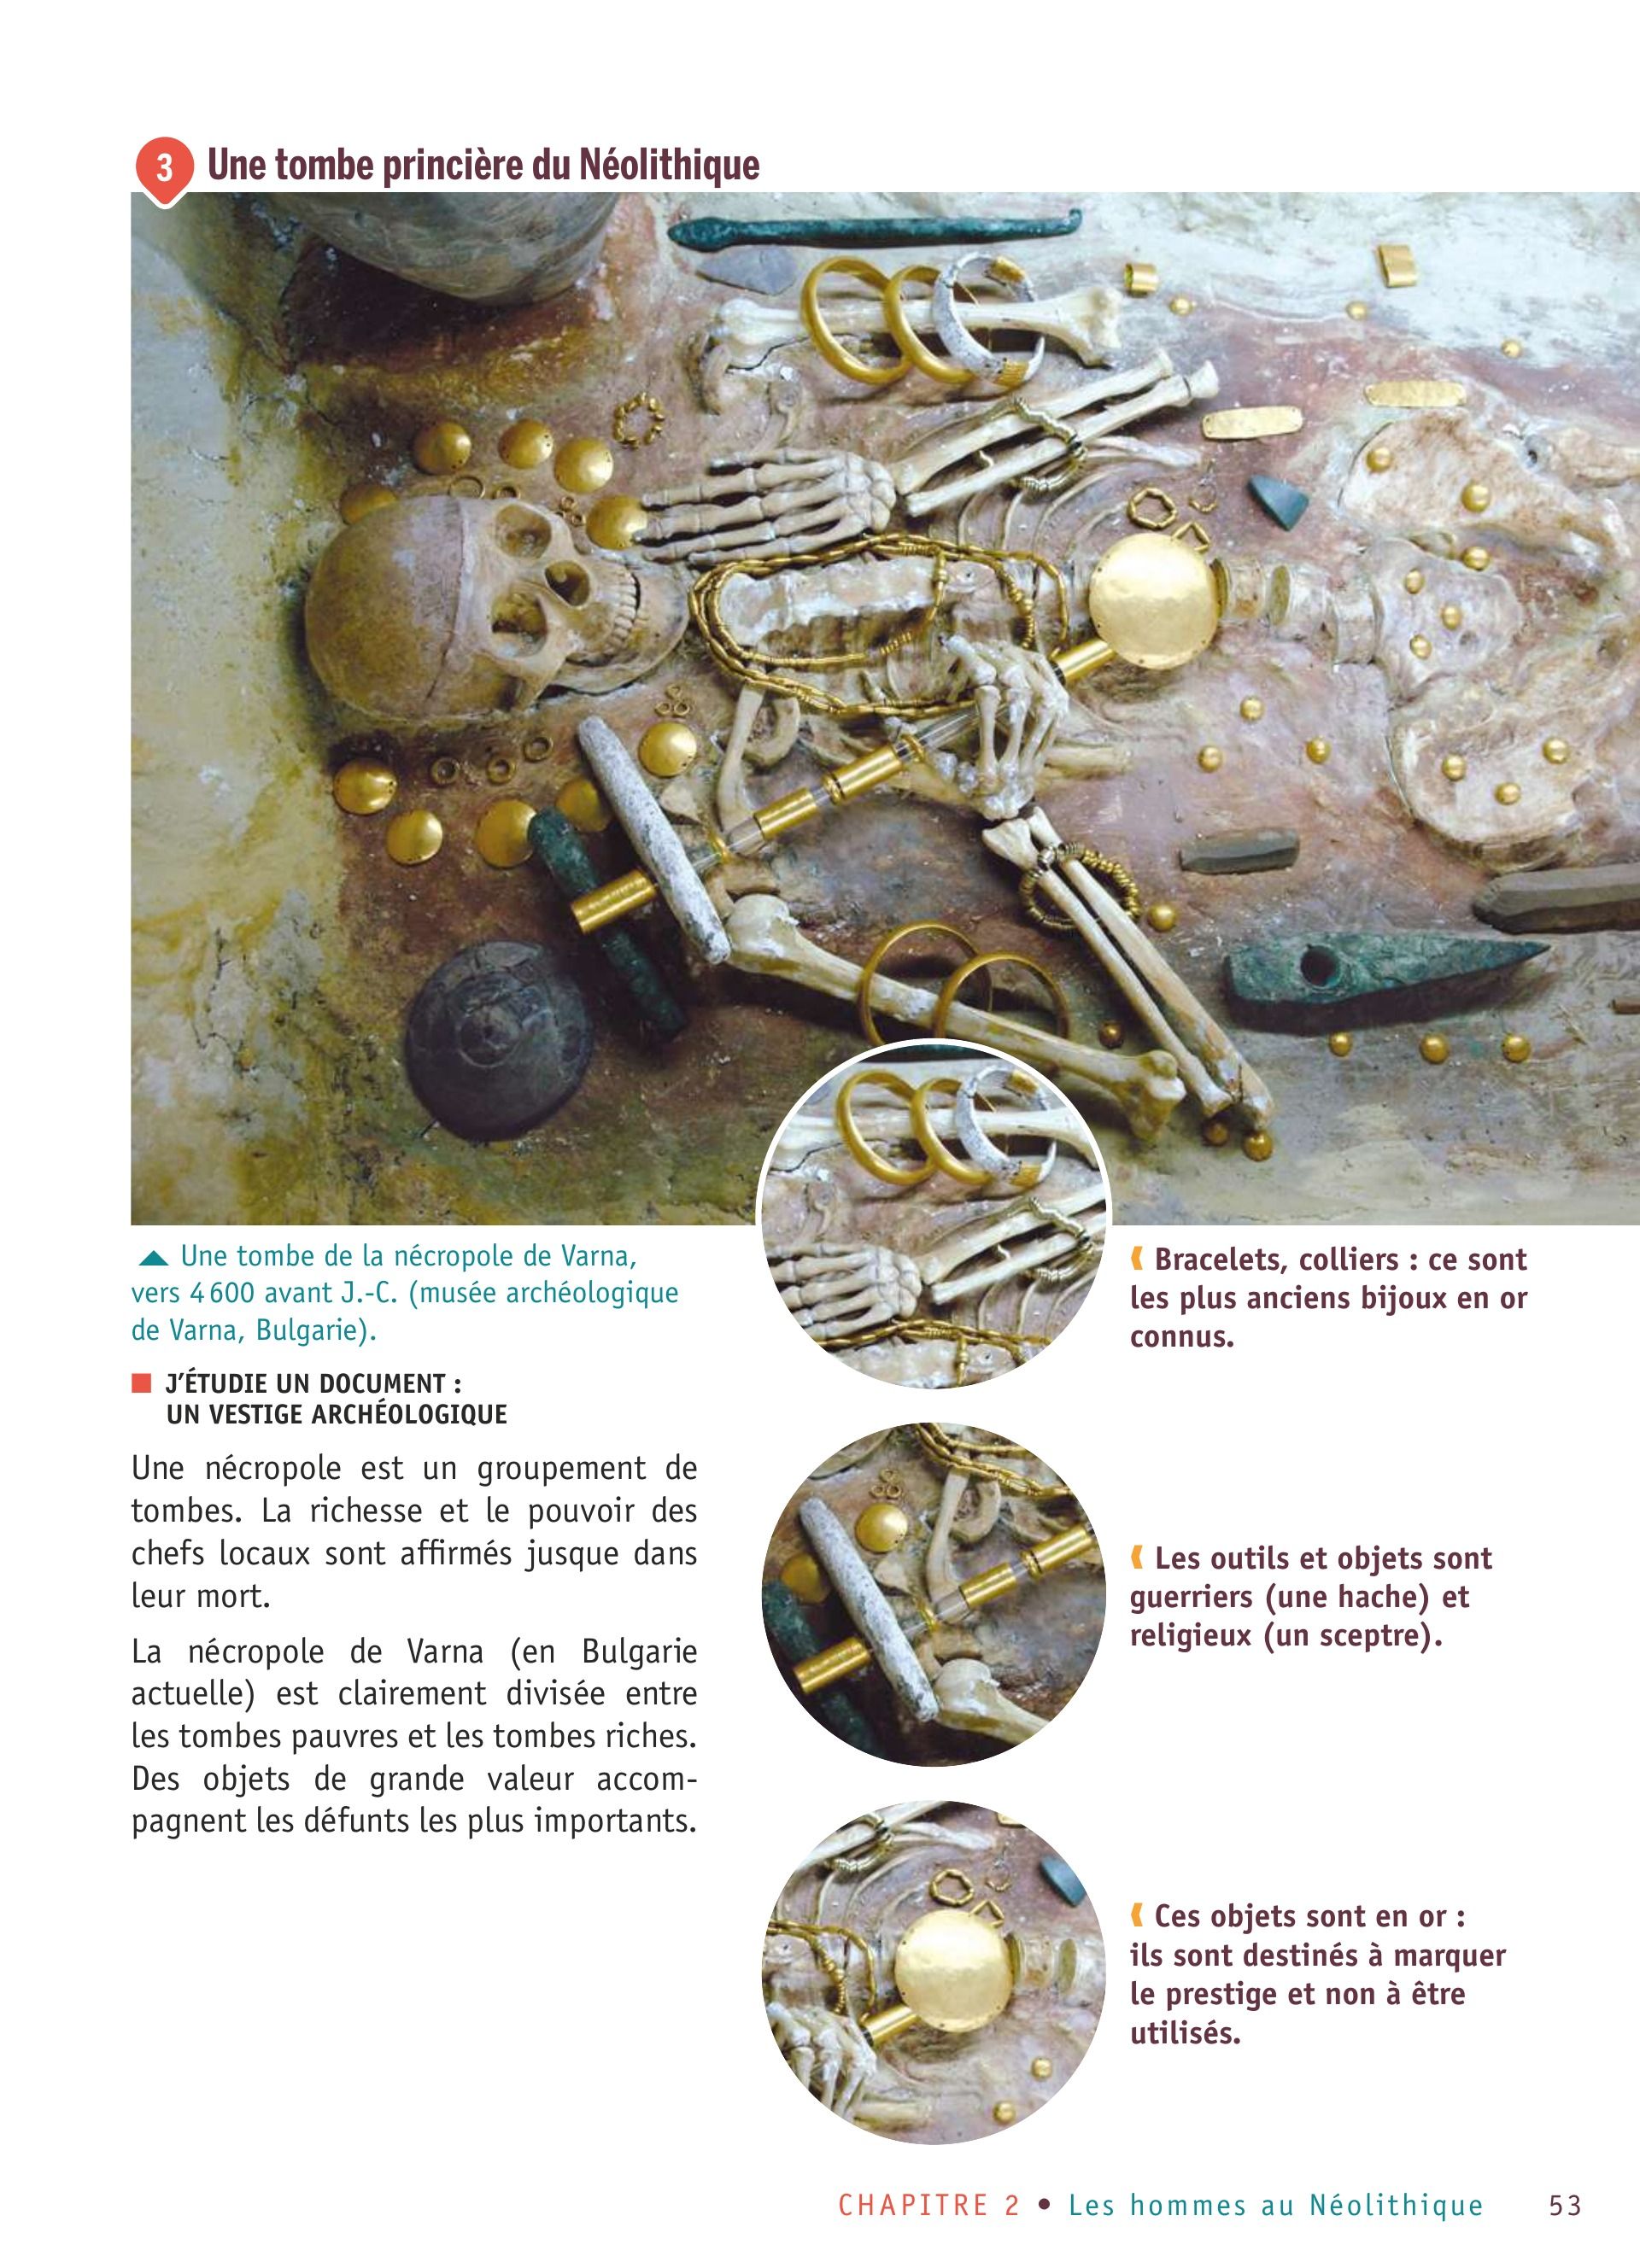 3 Une tombe princière du Néolithique
Une tombe de la nécropole de Varna,
vers 4 600 avant J.-C. (musée archéologique
de Varna, Bulgarie).
J'ÉTUDIE UN DOCUMENT :
UN VESTIGE ARCHÉOLOGIQUE
Une nécropole est un groupement de
tombes. La richesse et le pouvoir des
chefs locaux sont affirmés jusque dans
leur mort.
La nécropole de Varna (en Bulgarie
actuelle) est clairement divisée entre
les tombes pauvres et les tombes riches.
Des objets de grande valeur accom-
pagnent les défunts les plus importants.
Bracelets, colliers : ce sont
les plus anciens bijoux en or
connus.
Les outils et objets sont
guerriers (une hache) et
religieux (un sceptre).
Ces objets sont en or :
ils sont destinés à marquer
le prestige et non à être
utilisés.
CHAPITRE 2 • Les hommes au Néolithique 53